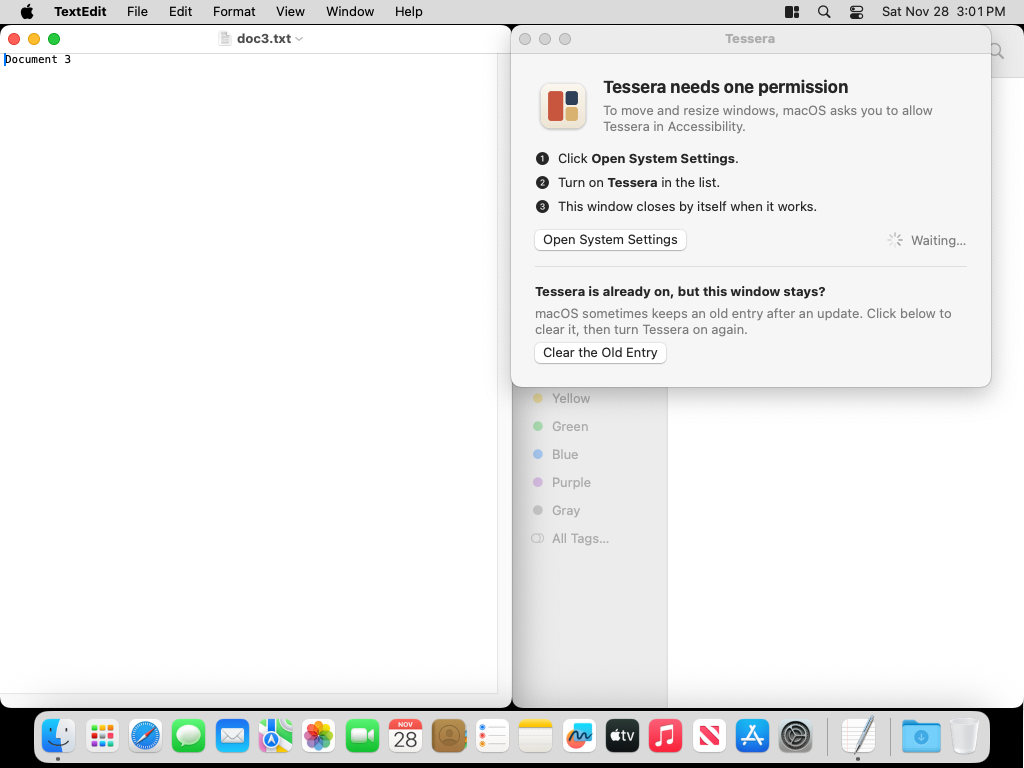 TextEdit File Edit Format View Window Help Sat Nov 28 3:01 PM
doc3.txt
Document 3
Tessera
Tessera needs one permission
To move and resize windows, macOS asks you to allow
Tessera in Accessibility.
1 Click Open System Settings.
2 Turn on Tessera in the list.
3 This window closes by itself when it works.
Open System Settings Waiting...
Tessera is already on, but this window stays?
macOS sometimes keeps an old entry after an update. Click below to
clear it, then turn Tessera on again.
Clear the Old Entry
Yellow
Green
Blue
Purple
Gray
All Tags...
NOV
28
tv